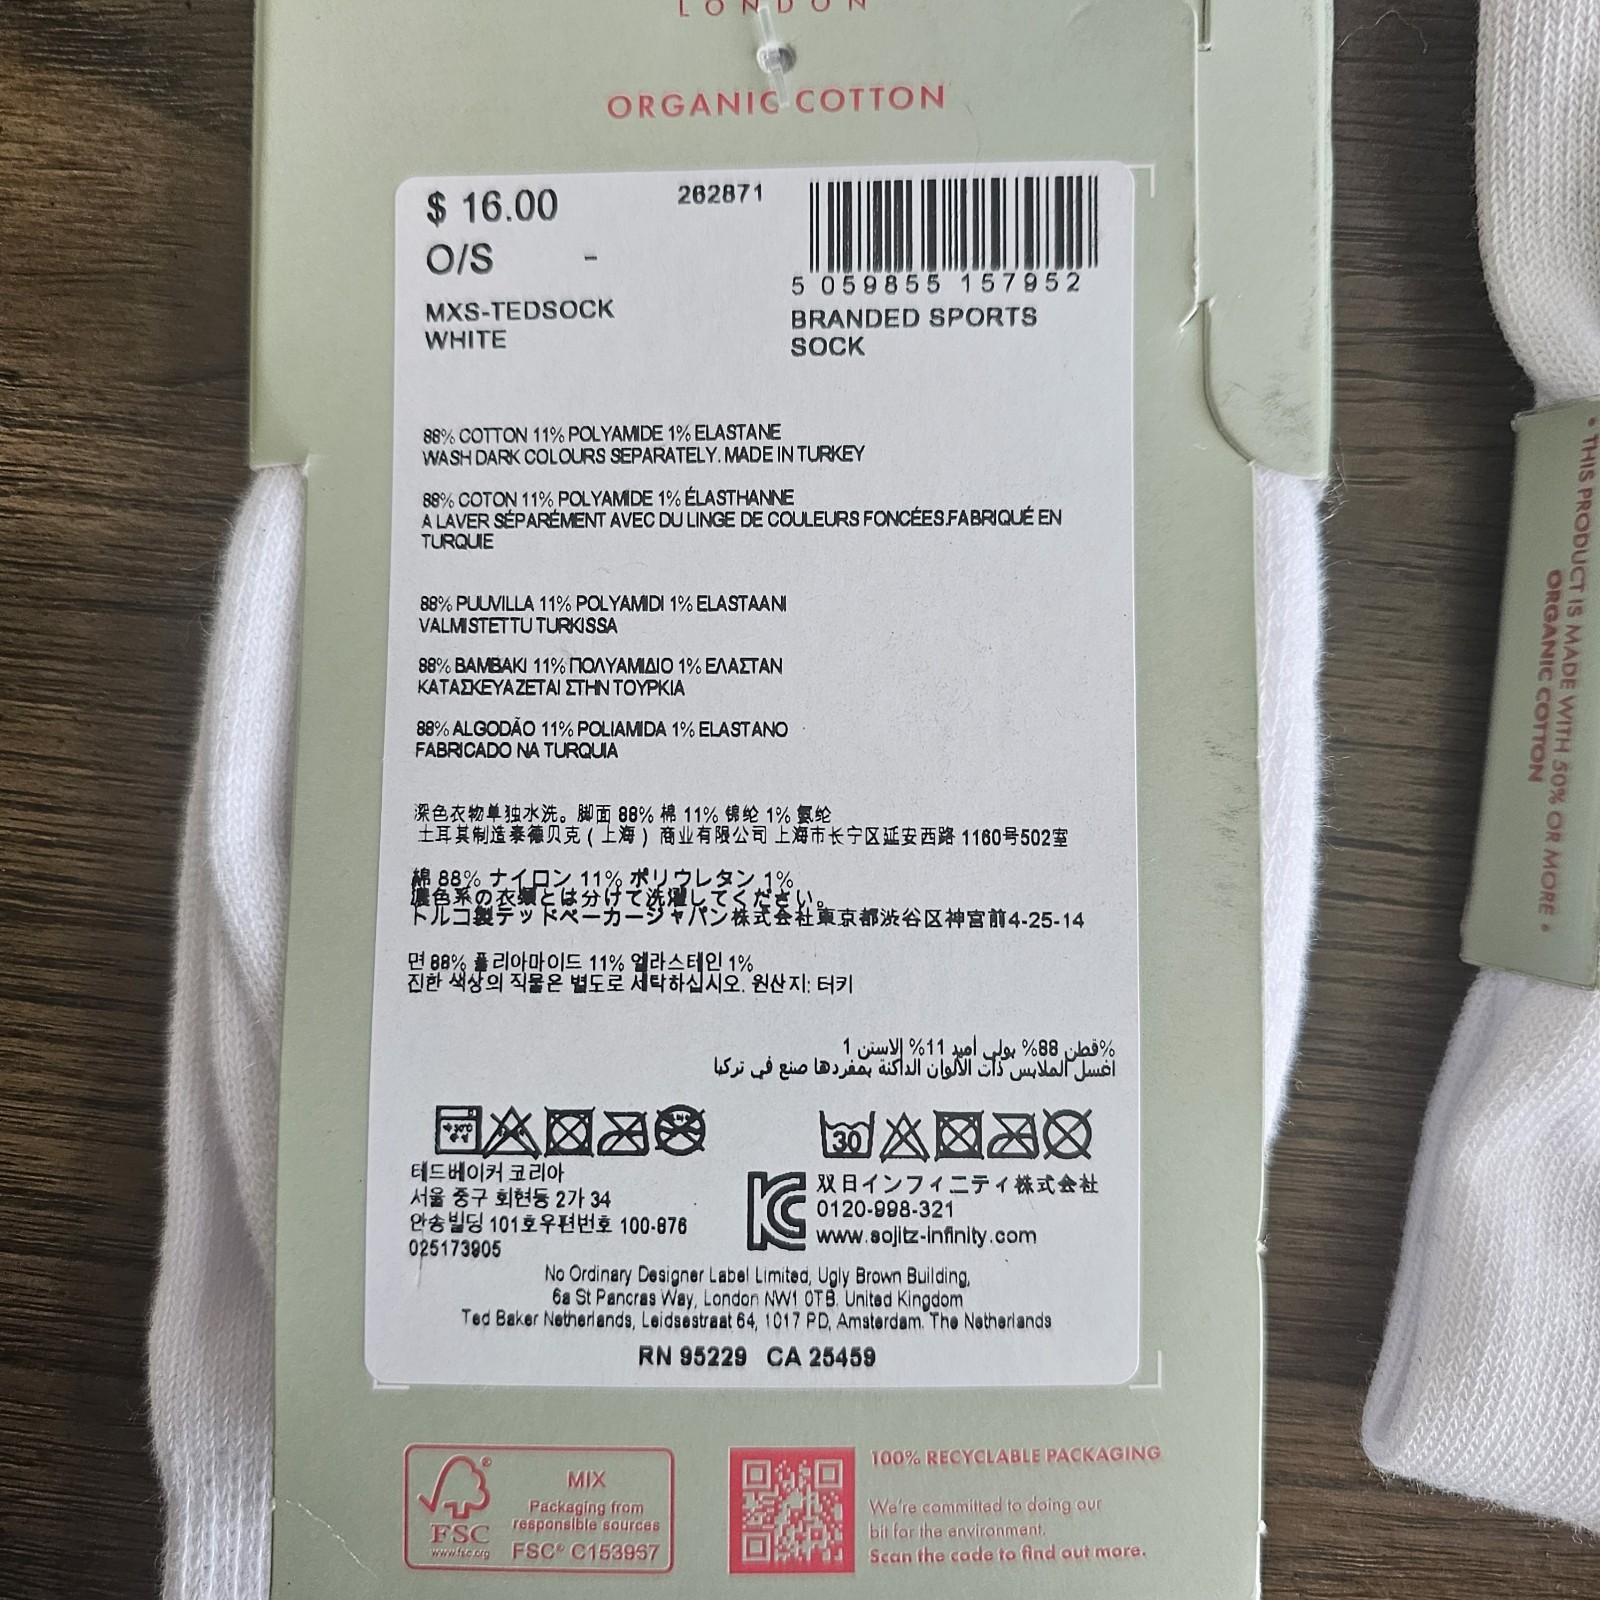 LONDON
ORGANIC COTTON
$ 16.00
262871
O/S -
5 059855 157952
MXS-TEDSOCK
WHITE
BRANDED SPORTS
SOCK
88% COTTON 11% POLYAMIDE 1% ELASTANE
WASH DARK COLOURS SEPARATELY. MADE IN TURKEY
88% COTON 11% POLYAMIDE 1% ÉLASTHANNE
A LAVER SÉPARÉMENT AVEC DU LINGE DE COULEURS FONCÉES.FABRIQUÉ EN
TURQUIE
88% PUUVILLA 11% POLYAMIDI 1% ELASTAANI
VALMISTETTU TURKISSA
88% ΒΑΜΒΑΚΙ 11% ΠΟΛΥΑΜΙΔΙΟ 1% ΕΛΑΣΤΑΝ
ΚΑΤΑΣΚΕΥΑΖΕΤΑΙ ΣΤΗΝ ΤΟΥΡΚΙΑ
88% ALGODÃO 11% POLIAMIDA 1% ELASTANO
FABRICADO NA TURQUIA
深色衣物单独水洗。脚面 88% 棉 11% 锦纶 1% 氨纶
土耳其制造泰德贝克 ( 上海 ) 商业有限公司 上海市长宁区延安西路 1160号502室
綿 88% ナイロン 11% ポリウレタン 1%
濃色系の衣類とは分けて洗濯してください。
トルコ製テッドベーカージャパン株式会社東京都渋谷区神宮前4-25-14
면 88% 폴리아마이드 11% 엘라스테인 1%
진한 색상의 직물은 별도로 세탁하십시오. 원산지: 터키
%قطن 88% بولي أميد 11% إلاستن 1
اغسل الملابس ذات الألوان الداكنة بمفردها صنع في تركيا
30
테드베이커 코리아
서울 중구 회현동 2가 34
안송빌딩 101호우편번호 100-876
025173905
双日インフィニティ株式会社
0120-998-321
www.sojitz-infinity.com
No Ordinary Designer Label Limited, Ugly Brown Building,
6a St Pancras Way, London NW1 0TB. United Kingdom
Ted Baker Netherlands, Leidsestraat 64, 1017 PD, Amsterdam. The Netherlands
RN 95229 CA 25459
FSC
www.fsc.org
MIX
Packaging from
responsible sources
FSC® C153967
100% RECYCLABLE PACKAGING
We're committed to doing our
bit for the environment.
Scan the code to find out more.
• THIS PRODUCT IS MADE WITH 50% OR MORE •
ORGANIC COTTON